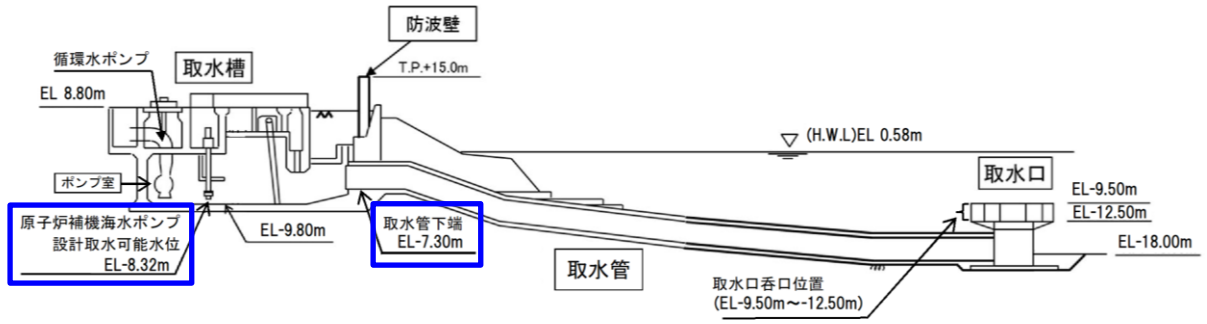 防波壁
T.P.+15.0m
循環水ポンプ
取水槽
EL 8.80m
(H.W.L)EL 0.58m
ポンプ室
取水口
EL-9.50m
EL-12.50m
原子炉補機海水ポンプ
設計取水可能水位
EL-8.32m
EL-9.80m
取水管下端
EL-7.30m
EL-18.00m
取水管
取水口呑口位置
(EL-9.50m～-12.50m)